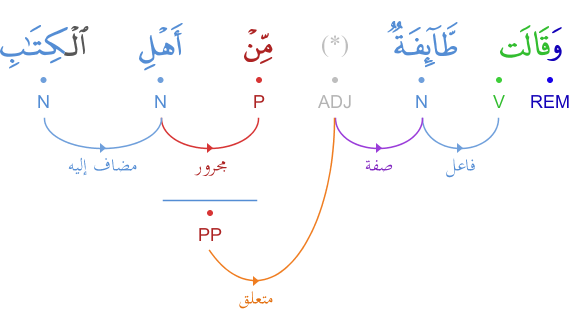 وَقَالَت طَّآئِفَةٌ (*) مِّنْ أَهْلِ ٱلْكِتَٰبِ
REM V N ADJ P N N
فاعل صفة مجرور مضاف إليه
PP
متعلق